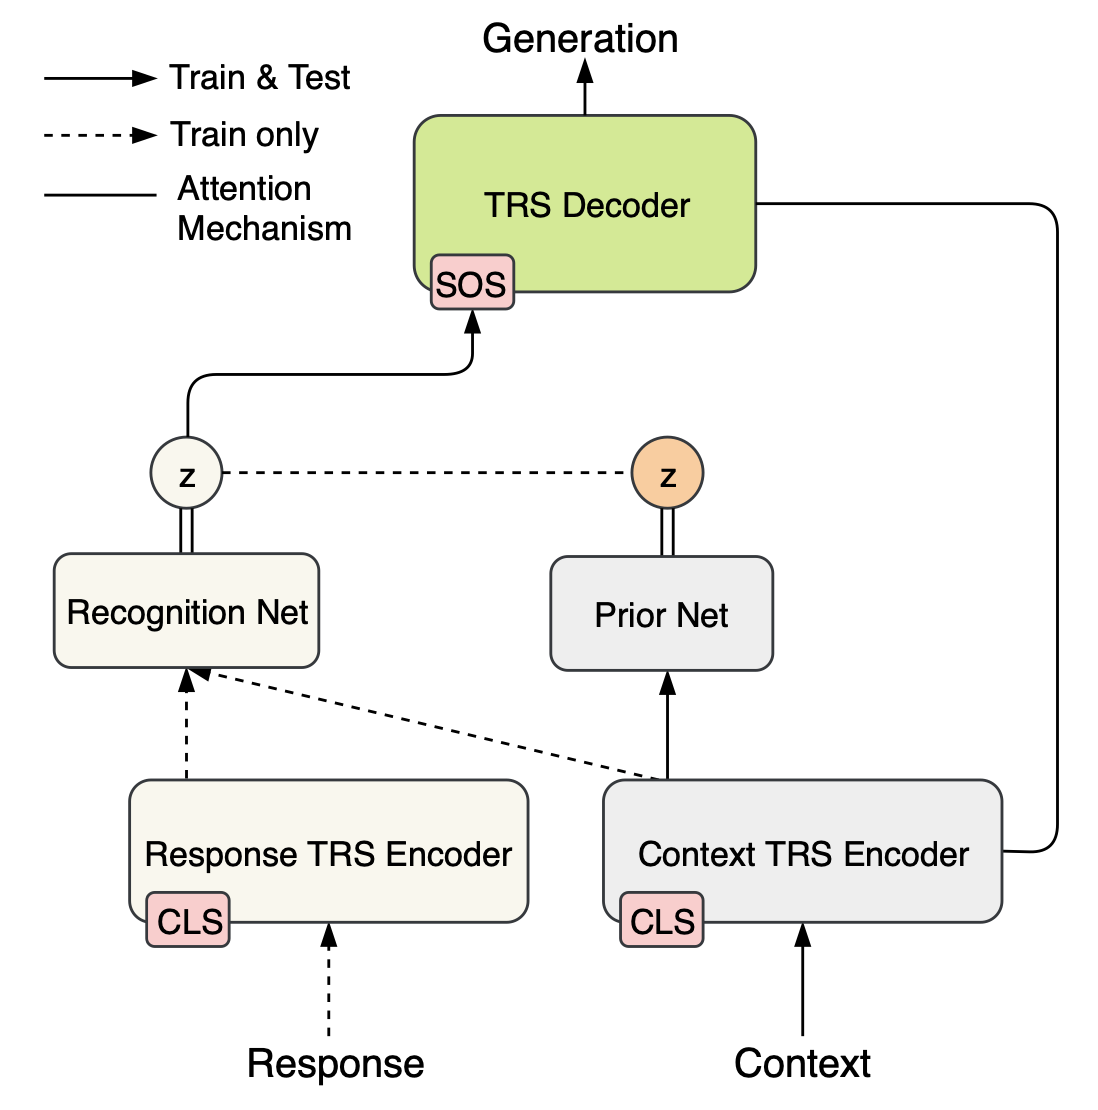 Generation
Train & Test
Train only
Attention
Mechanism
TRS Decoder
SOS
z
z
Recognition Net
Prior Net
Response TRS Encoder
Context TRS Encoder
CLS
CLS
Response
Context